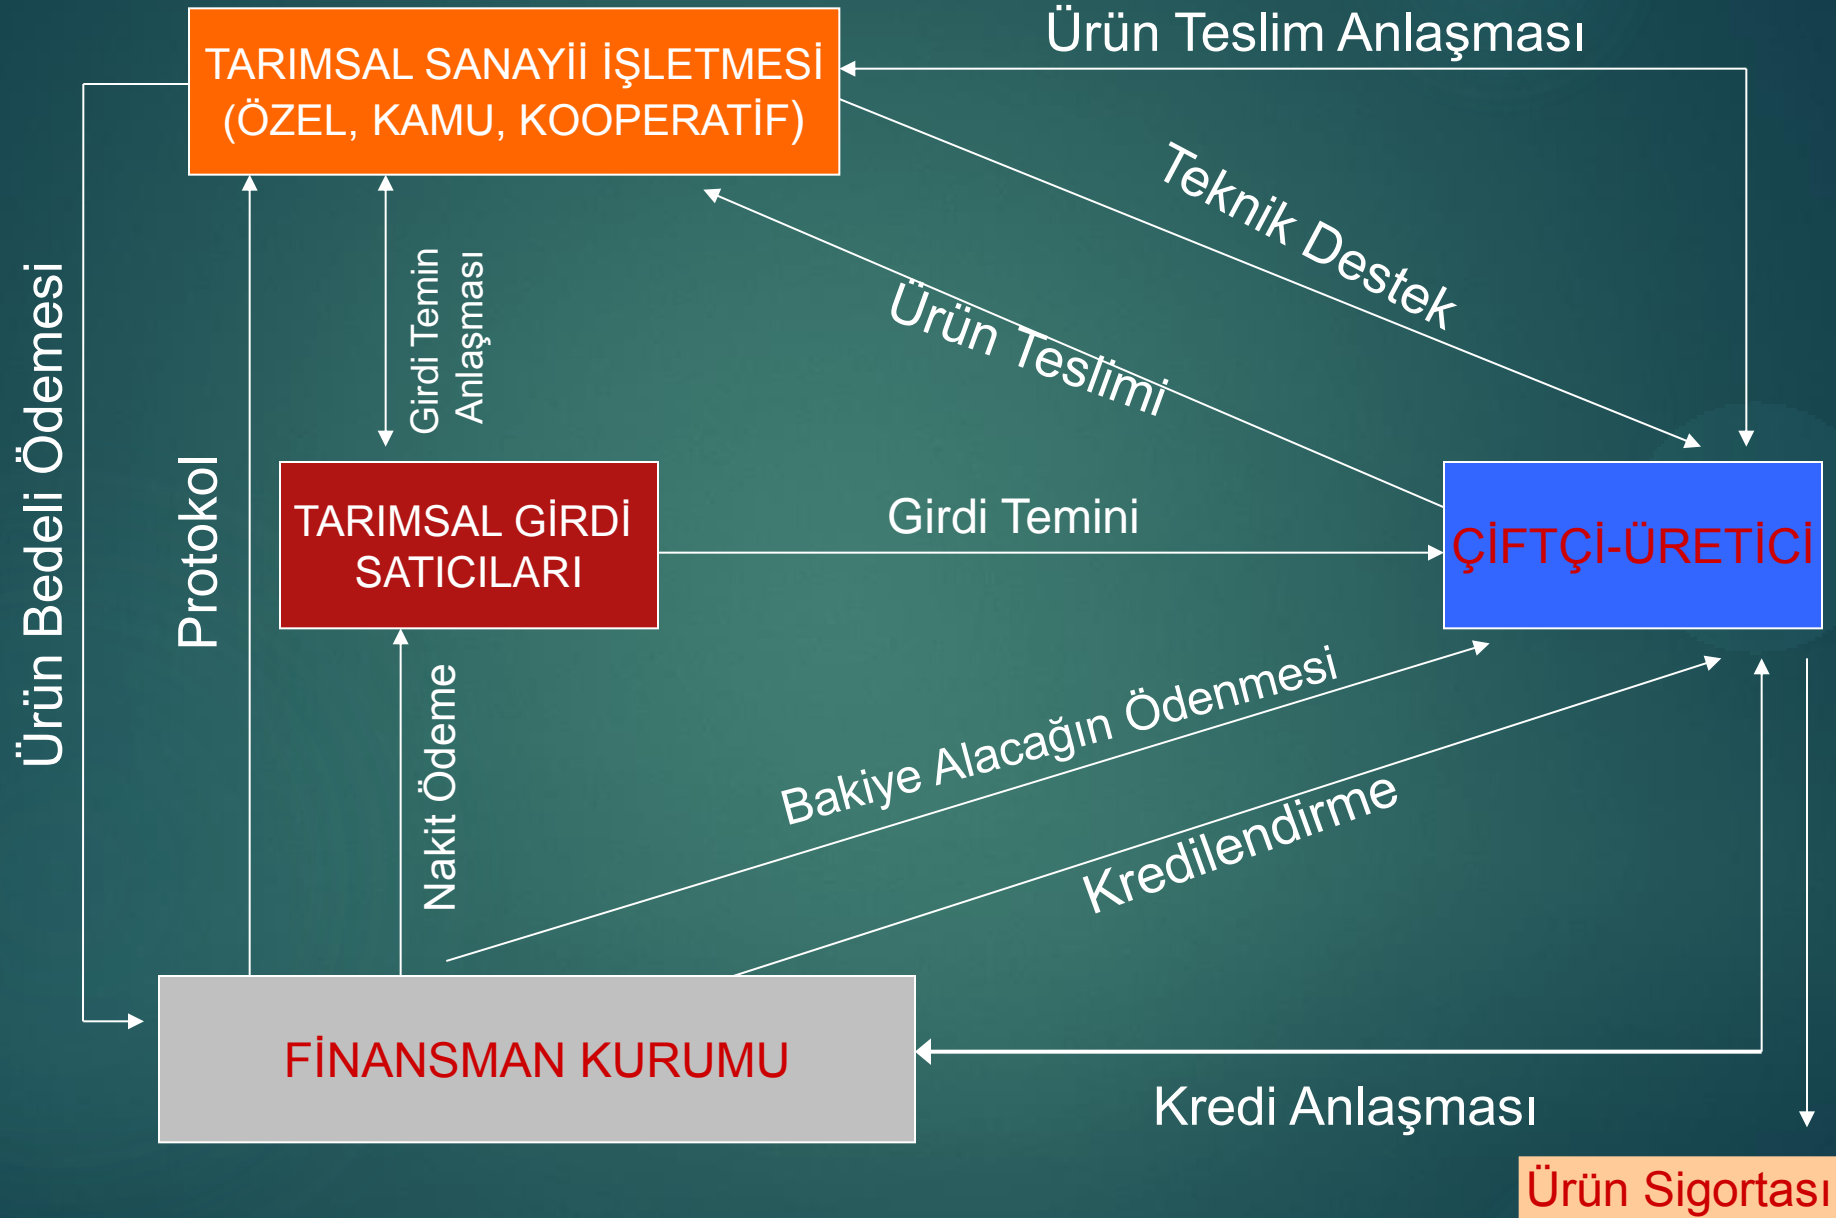 Ürün Teslim Anlaşması
TARIMSAL SANAYİİ İŞLETMESİ
(ÖZEL, KAMU, KOOPERATİF)
Teknik Destek
Ürün Teslimi
Girdi Temin
Anlaşması
Ürün Bedeli Ödemesi
Protokol
TARIMSAL GİRDİ
SATICILARI
Girdi Temini
ÇİFTÇİ-ÜRETİCİ
Nakit Ödeme
Bakiye Alacağın Ödenmesi
Kredilendirme
FİNANSMAN KURUMU
Kredi Anlaşması
Ürün Sigortası